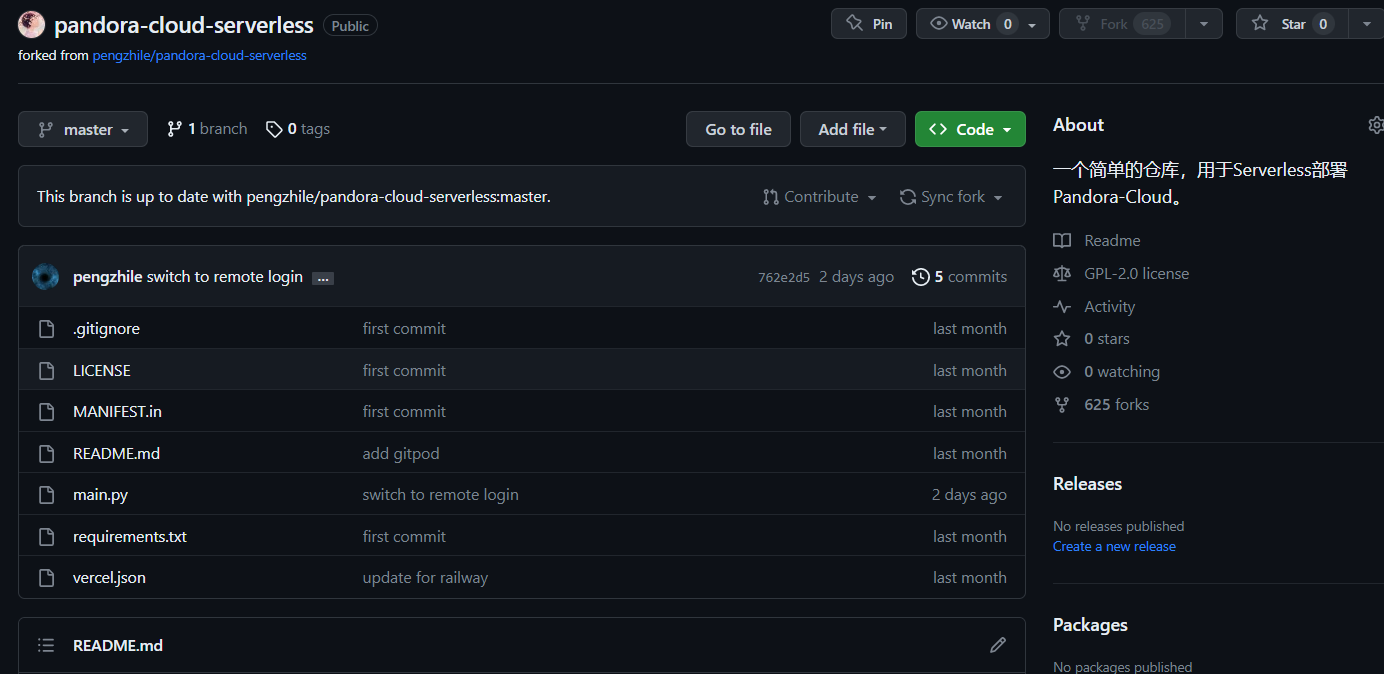 pandora-cloud-serverless Public Pin Watch 0 Fork 625 Star 0
forked from pengzhile/pandora-cloud-serverless
master 1 branch 0 tags Go to file Add file Code
This branch is up to date with pengzhile/pandora-cloud-serverless:master. Contribute Sync fork
pengzhile switch to remote login ... 762e2d5 2 days ago 5 commits
.gitignore first commit last month
LICENSE first commit last month
MANIFEST.in first commit last month
README.md add gitpod last month
main.py switch to remote login 2 days ago
requirements.txt first commit last month
vercel.json update for railway last month
README.md
About
一个简单的仓库，用于Serverless部署
Pandora-Cloud。
Readme
GPL-2.0 license
Activity
0 stars
0 watching
625 forks
Releases
No releases published
Create a new release
Packages
No packages published